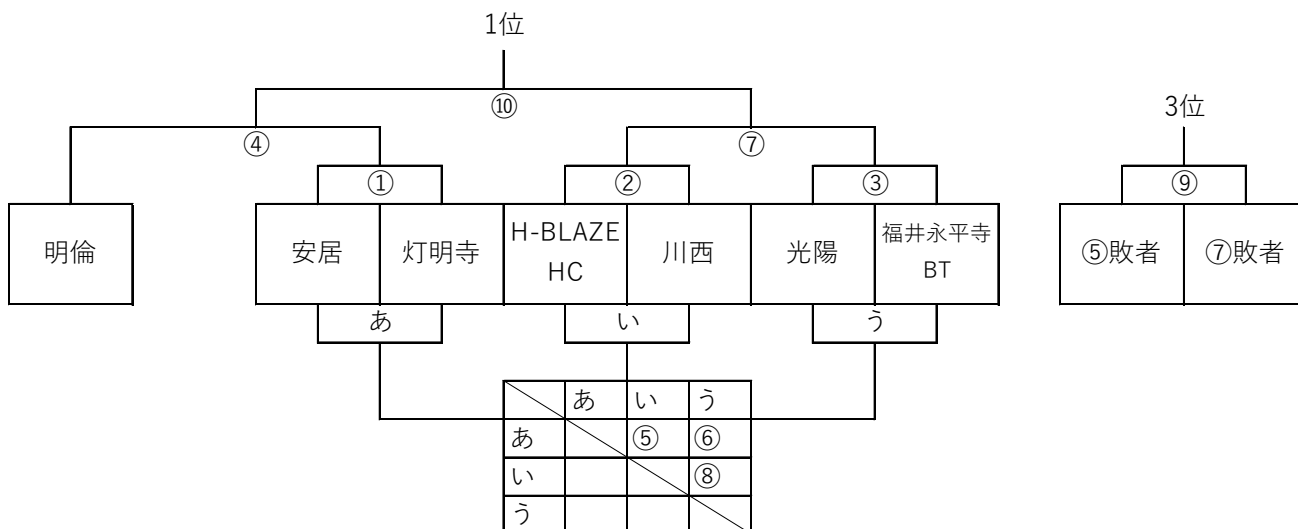 1位
⑩
3位
④
⑦
①
②
③
⑨
明倫
安居
灯明寺
H-BLAZE
HC
川西
光陽
福井永平寺
BT
⑤敗者
⑦敗者
あ
い
う
あ い う
あ ⑤ ⑥
い ⑧
う